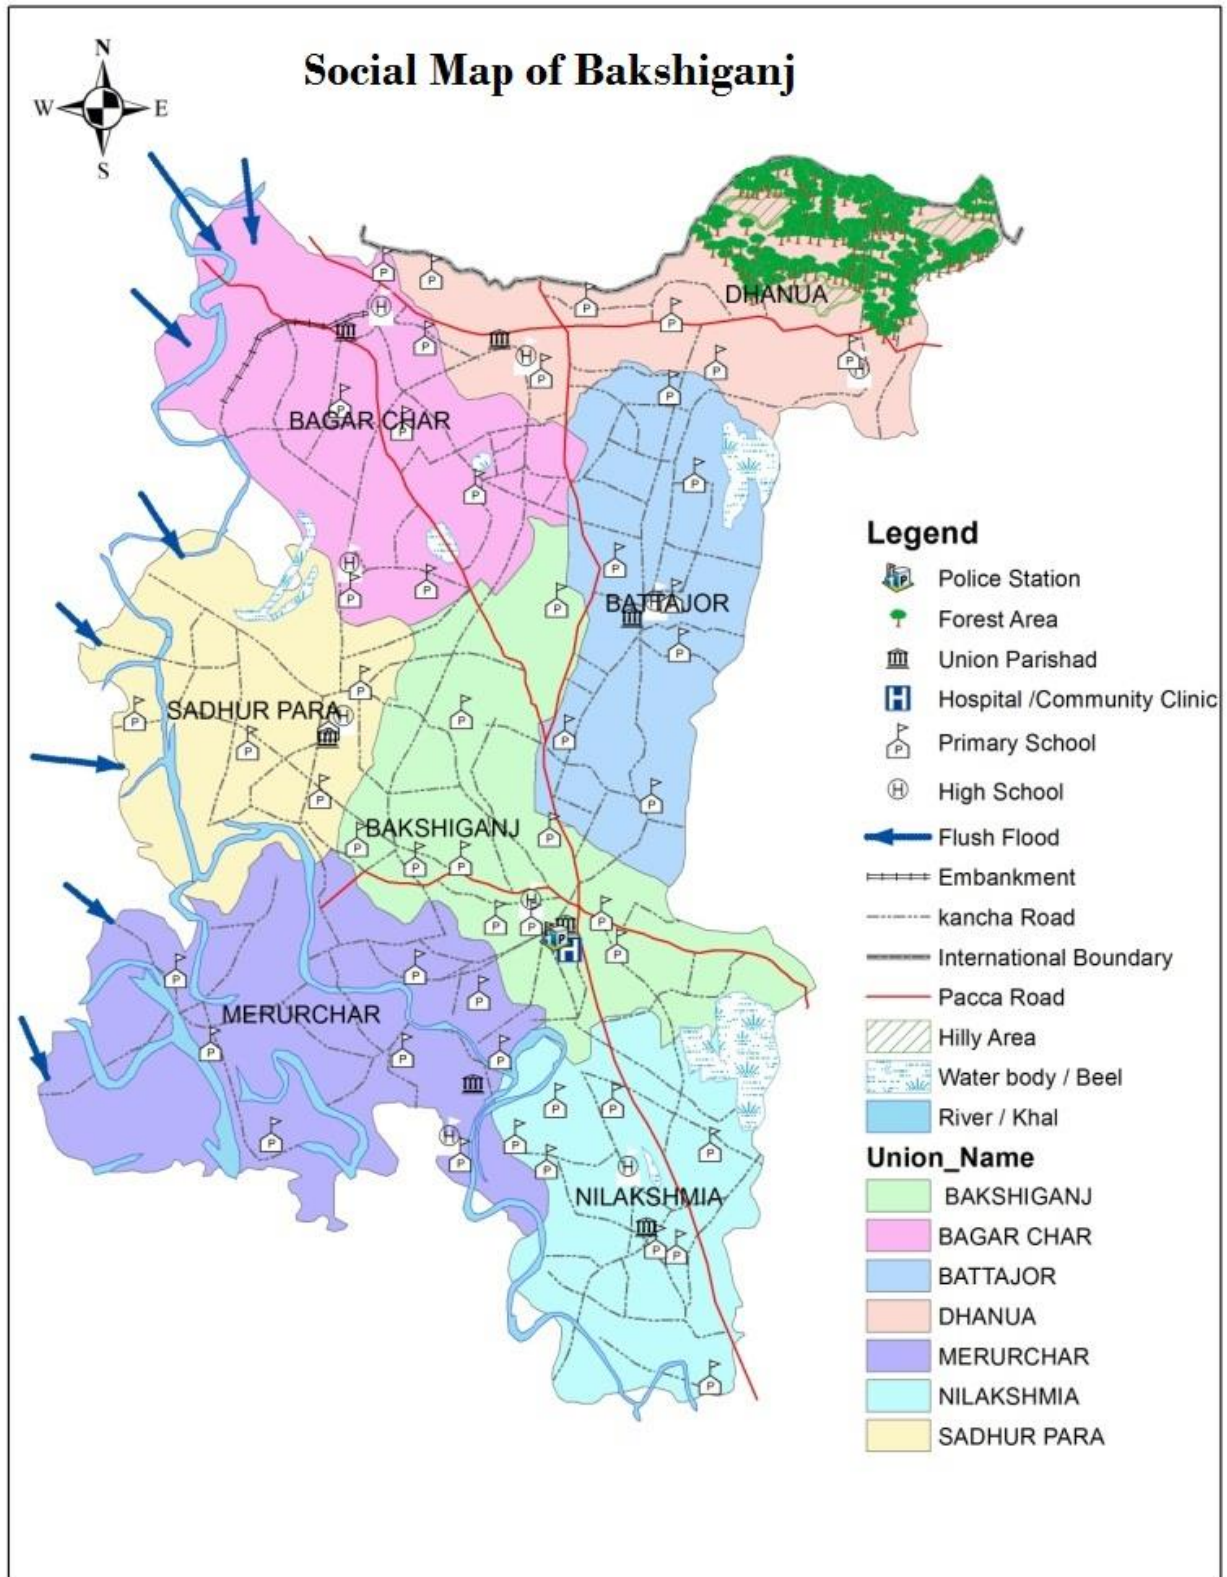 Social Map of Bakshiganj
N
W E
S
DHANUA
BAGAR CHAR
BATTAJOR
SADHUR PARA
BAKSHIGANJ
MERURCHAR
NILAKSHMIA
Legend
Police Station
Forest Area
Union Parishad
Hospital /Community Clinic
Primary School
High School
Flush Flood
Embankment
kancha Road
International Boundary
Pacca Road
Hilly Area
Water body / Beel
River / Khal
Union_Name
BAKSHIGANJ
BAGAR CHAR
BATTAJOR
DHANUA
MERURCHAR
NILAKSHMIA
SADHUR PARA